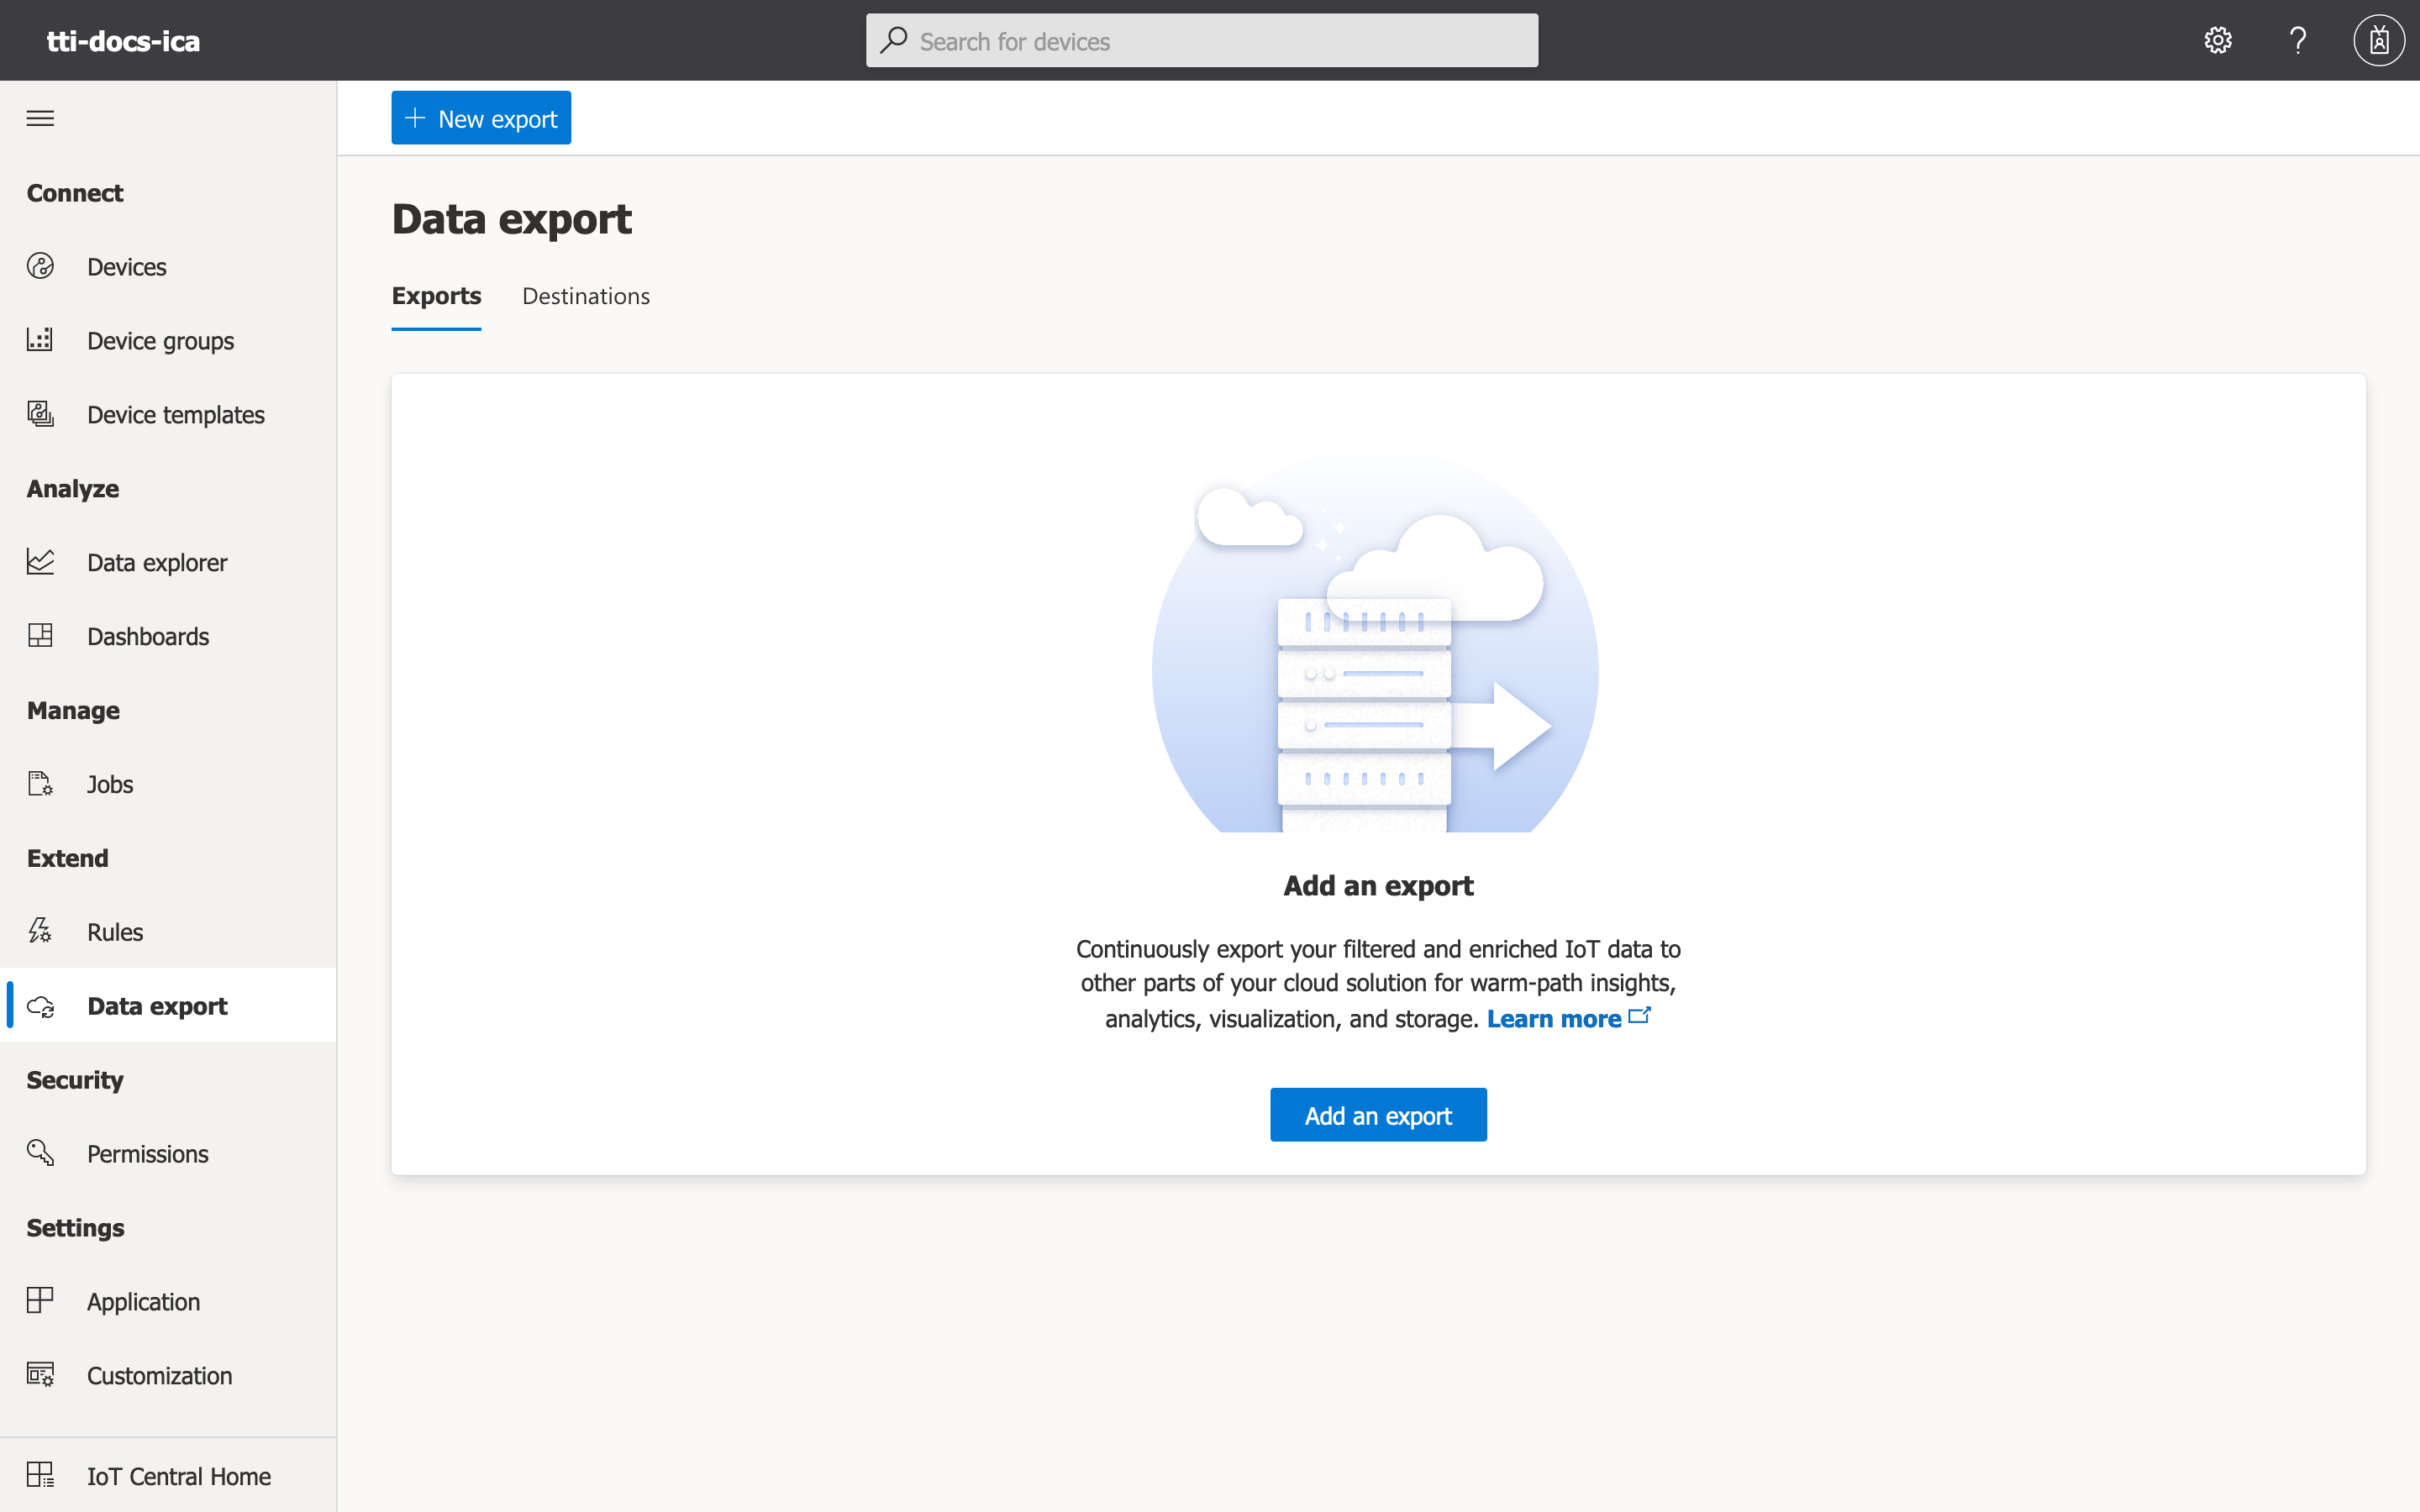 tti-docs-ica
Search for devices
?
Connect
Devices
Device groups
Device templates
Analyze
Data explorer
Dashboards
Manage
Jobs
Extend
Rules
Data export
Security
Permissions
Settings
Application
Customization
IoT Central Home
+ New export
Data export
Exports
Destinations
Add an export
Continuously export your filtered and enriched IoT data to
other parts of your cloud solution for warm-path insights,
analytics, visualization, and storage. Learn more
Add an export